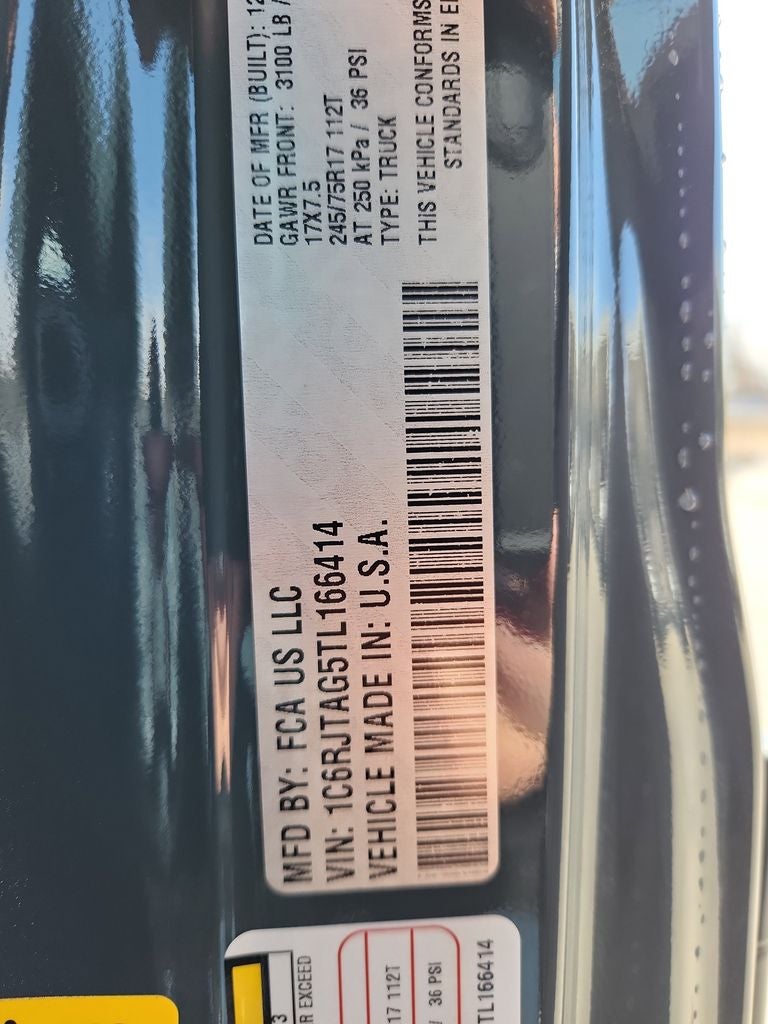 MFD BY: FCA US LLC
VIN: 1C6RJTAG5TL166414
VEHICLE MADE IN: U.S.A.
DATE OF MFR (BUILT): 12
GAWR FRONT: 3100 LB
17X7.5
245/75R17 112T
AT 250 kPa / 36 PSI
TYPE: TRUCK
THIS VEHICLE CONFORMS
STANDARDS IN
3
R EXCEED
17 112T
/ 36 PSI
TL166414